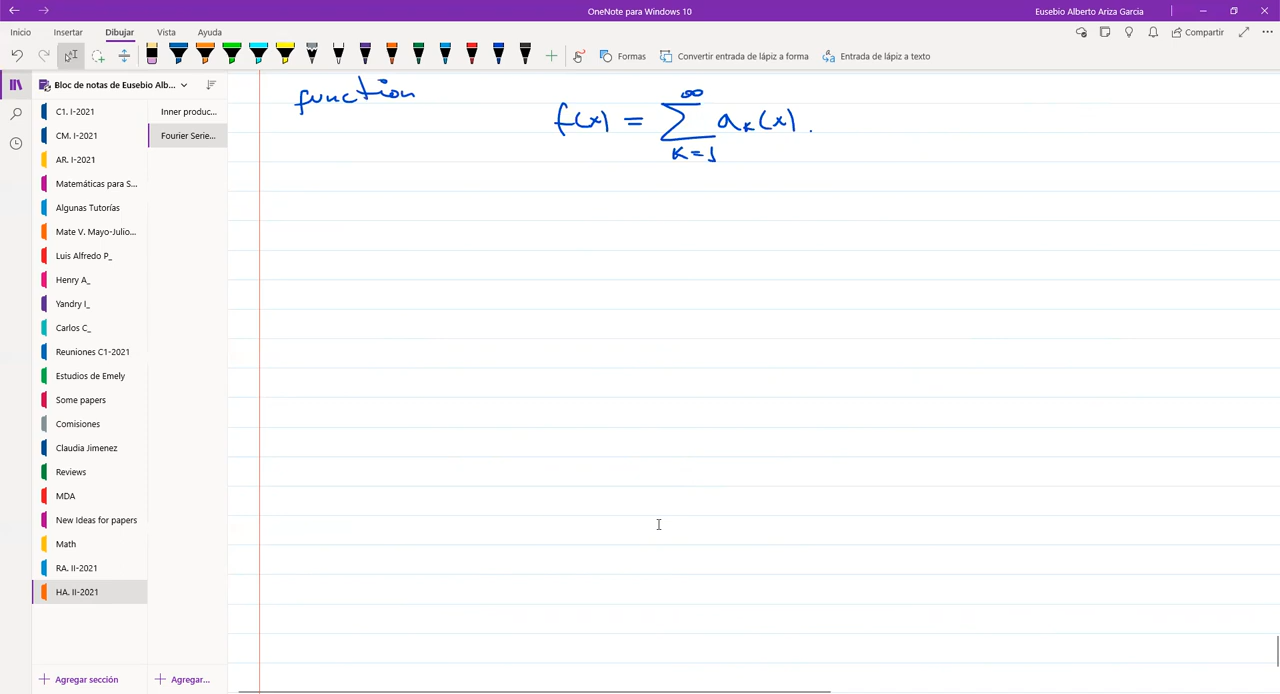 OneNote para Windows 10
Eusebio Alberto Ariza Garcia
Inicio Insertar Dibujar Vista Ayuda
Compartir
Formas Convertir entrada de lápiz a forma Entrada de lápiz a texto
Bloc de notas de Eusebio Alb...
C1. I-2021
CM. I-2021
AR. I-2021
Matemáticas para S...
Algunas Tutorías
Mate V. Mayo-Julio...
Luis Alfredo P_
Henry A_
Yandry I_
Carlos C_
Reuniones C1-2021
Estudios de Emely
Some papers
Comisiones
Claudia Jimenez
Reviews
MDA
New Ideas for papers
Math
RA. II-2021
HA. II-2021
Agregar sección
Inner produc...
Fourier Serie...
Agregar...
function
f(x) = ∑_{k=1}^{∞} a_k(x).